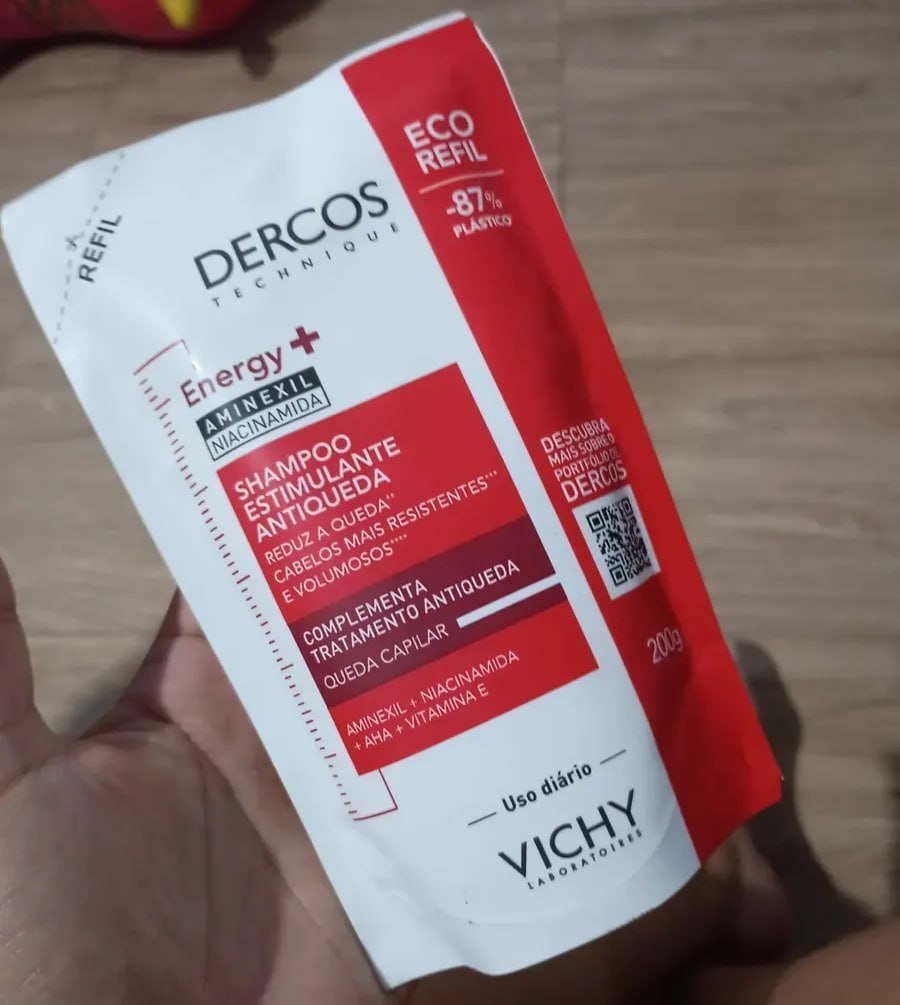 ECO
REFIL
-87%
PLÁSTICO*
REFIL
DERCOS
TECHNIQUE
Energy+
AMINEXIL
NIACINAMIDA
SHAMPOO
ESTIMULANTE
ANTIQUEDA
REDUZ A QUEDA**
CABELOS MAIS RESISTENTES***
E VOLUMOSOS****
COMPLEMENTA
TRATAMENTO ANTIQUEDA
QUEDA CAPILAR
AMINEXIL + NIACINAMIDA
+ AHA + VITAMINA E
DESCUBRA
MAIS SOBRE O
PORTFÓLIO DE
DERCOS
200g
Uso diário
VICHY
LABORATOIRES